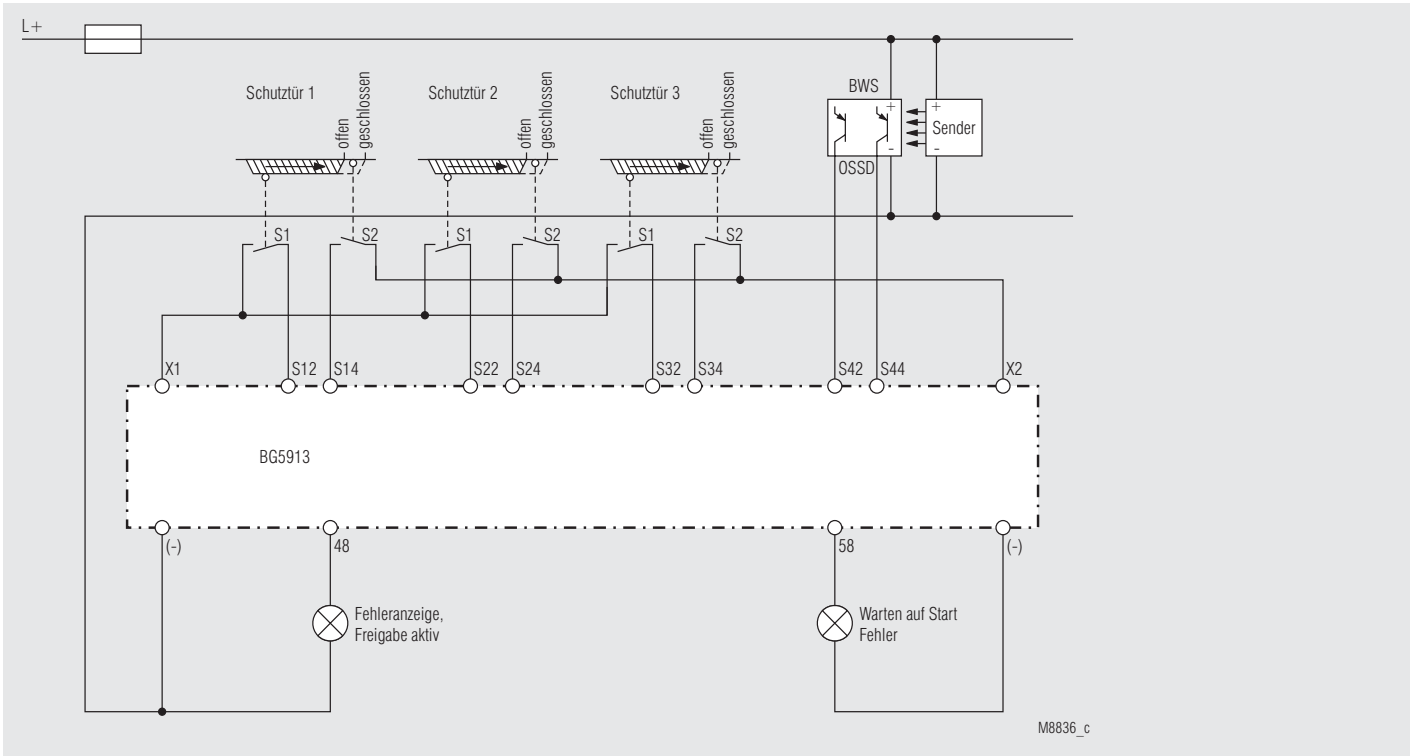 L+
Schutztür 1
offen
geschlossen
Schutztür 2
offen
geschlossen
Schutztür 3
offen
geschlossen
BWS
+
-
OSSD
+
Sender
-
S1
S2
S1
S2
S1
S2
X1
S12
S14
S22
S24
S32
S34
S42
S44
X2
BG5913
(-)
48
58
(-)
Fehleranzeige,
Freigabe aktiv
Warten auf Start
Fehler
M8836_c